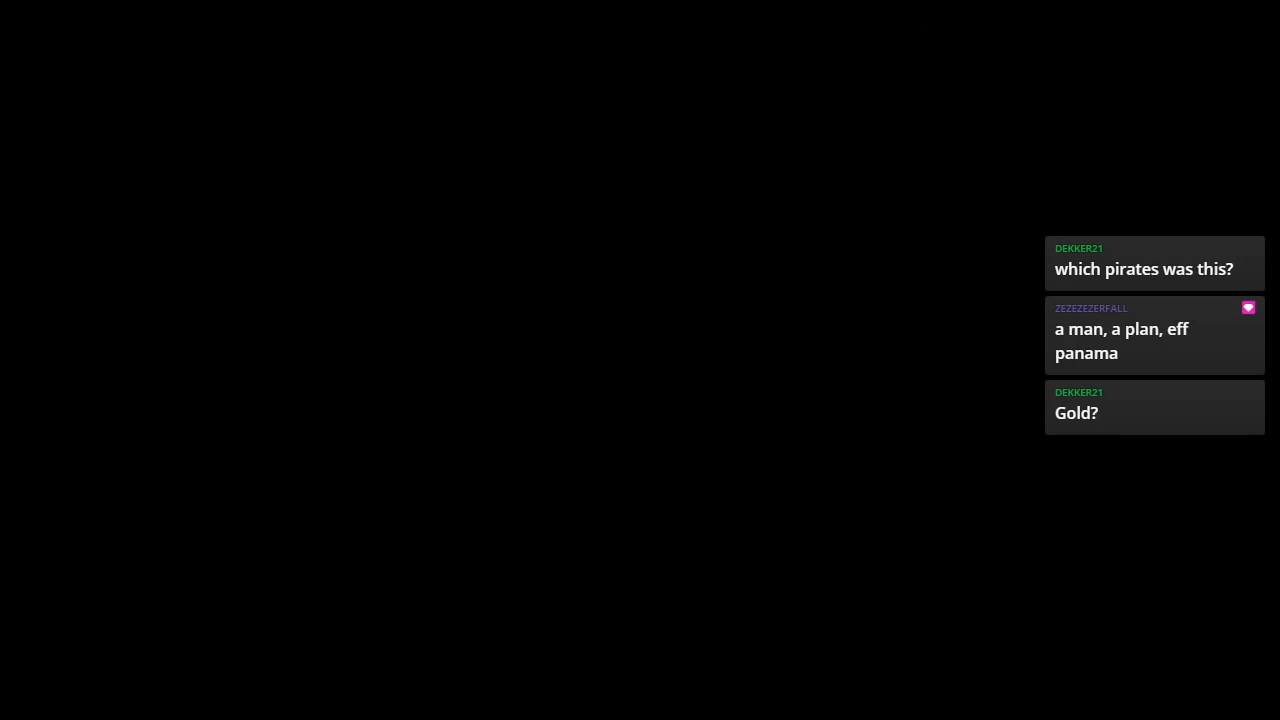 DEKKER21
which pirates was this?
ZEZEZEZERFALL
a man, a plan, eff
panama
DEKKER21
Gold?